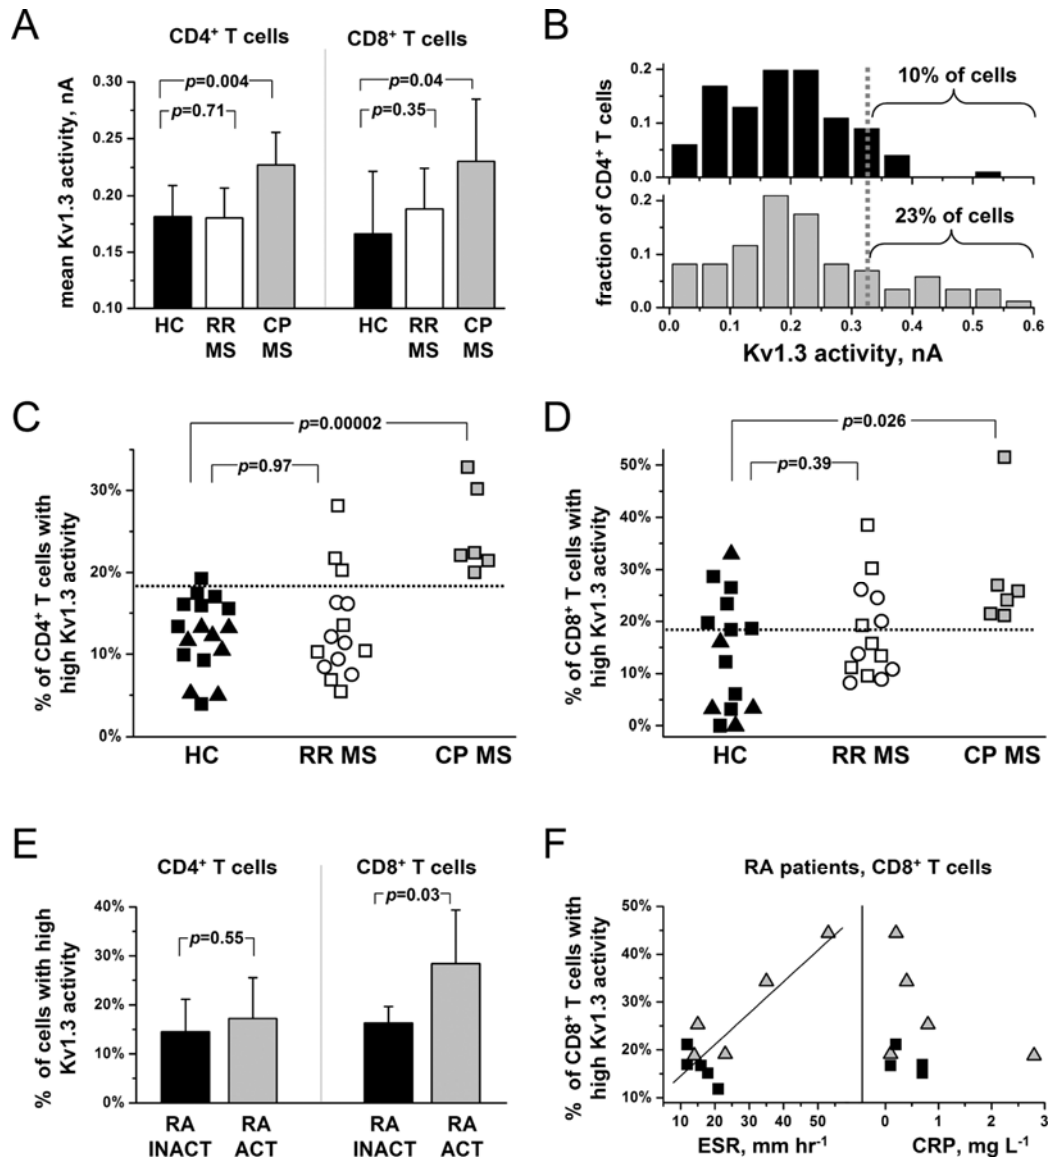 A
CD4+ T cells
CD8+ T cells
p=0.004
p=0.71
p=0.04
p=0.35
mean Kv1.3 activity, nA
0.30
0.25
0.20
0.15
0.10
HC
RR MS
CP MS
HC
RR MS
CP MS
B
10% of cells
23% of cells
fraction of CD4+ T cells
0.2
0.1
0.0
0.2
0.1
0.0
0.0 0.1 0.2 0.3 0.4 0.5 0.6
Kv1.3 activity, nA
C
p=0.00002
p=0.97
% of CD4+ T cells with
high Kv1.3 activity
30%
20%
10%
0%
HC RR MS CP MS
D
p=0.026
p=0.39
% of CD8+ T cells with
high Kv1.3 activity
50%
40%
30%
20%
10%
0%
HC RR MS CP MS
E
CD4+ T cells
CD8+ T cells
p=0.55
p=0.03
% of cells with high
Kv1.3 activity
40%
30%
20%
10%
0%
RA INACT
RA ACT
RA INACT
RA ACT
F
RA patients, CD8+ T cells
% of CD8+ T cells with
high Kv1.3 activity
50%
40%
30%
20%
10%
10 20 30 40 50
ESR, mm hr-1
0 1 2 3
CRP, mg L-1